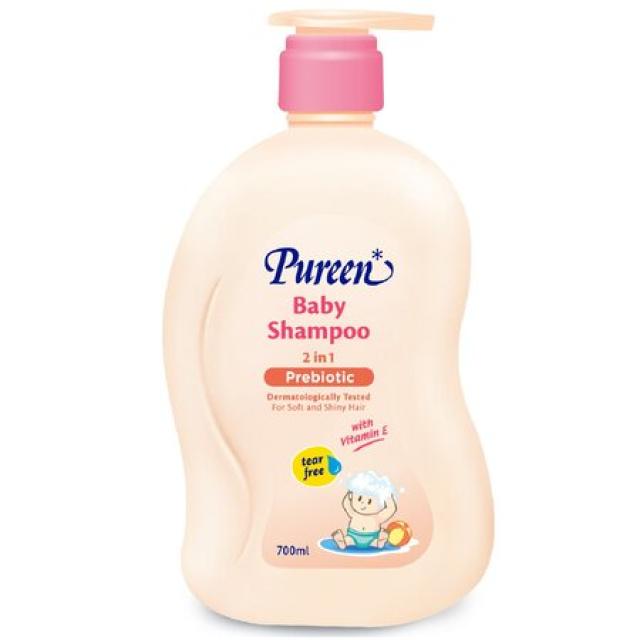 Pureen*
Baby
Shampoo
2 in 1
Prebiotic
Dermatologically Tested
For Soft and Shiny Hair
with
Vitamin E
tear
free
700ml